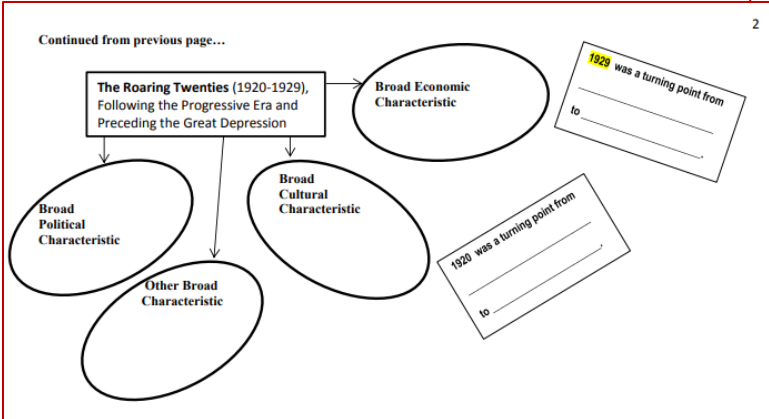 2
Continued from previous page…
The Roaring Twenties (1920-1929),
Following the Progressive Era and
Preceding the Great Depression
Broad Economic
Characteristic
1929 was a turning point from
to
.
Broad
Political
Characteristic
Broad
Cultural
Characteristic
Other Broad
Characteristic
1920 was a turning point from
to
.